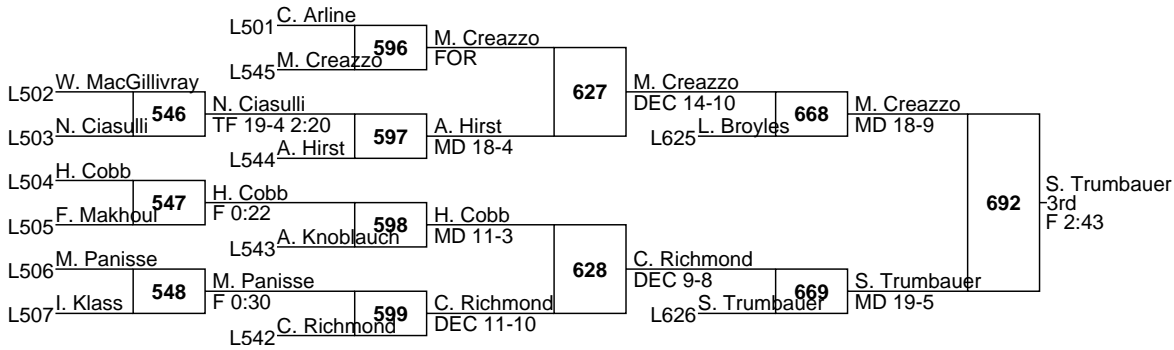 C. Arline
L501
596
M. Creazzo
FOR
M. Creazzo
L545
W. MacGillivray
L502
546
N. Ciasulli
TF 19-4 2:20
N. Ciasulli
L503
597
A. Hirst
MD 18-4
A. Hirst
L544
627
M. Creazzo
DEC 14-10
L. Broyles
L625
668
M. Creazzo
MD 18-9
H. Cobb
L504
547
H. Cobb
F 0:22
F. Makhoul
L505
598
H. Cobb
MD 11-3
A. Knoblauch
L543
M. Panisse
L506
548
M. Panisse
F 0:30
I. Klass
L507
599
C. Richmond
DEC 11-10
C. Richmond
L542
628
C. Richmond
DEC 9-8
S. Trumbauer
L626
669
S. Trumbauer
MD 19-5
692
S. Trumbauer
3rd
F 2:43